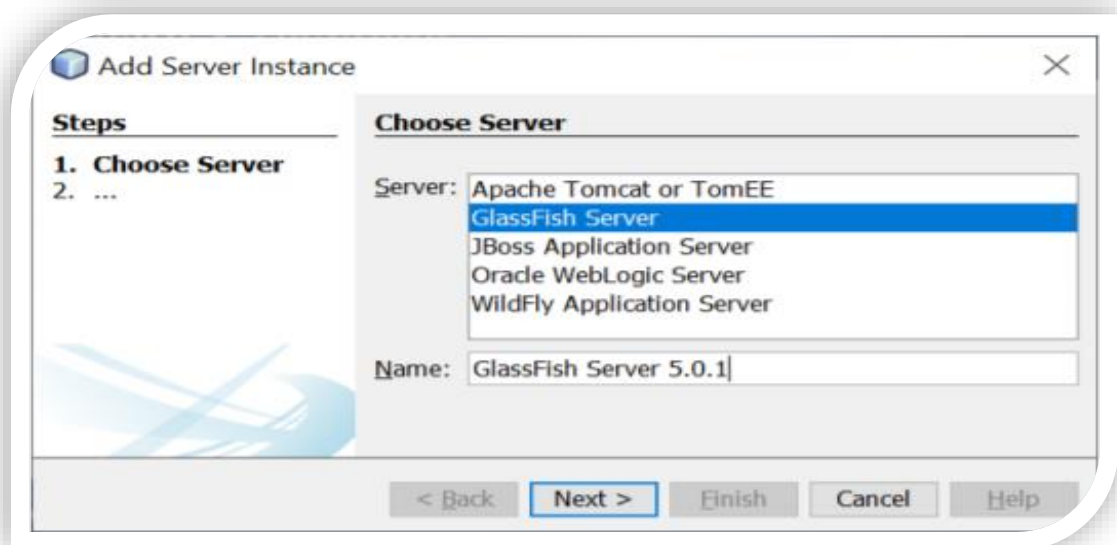 Add Server Instance
Steps
1. Choose Server
2. ...
Choose Server
Server:
Apache Tomcat or TomEE
GlassFish Server
JBoss Application Server
Oracle WebLogic Server
WildFly Application Server
Name: GlassFish Server 5.0.1
< Back Next > Finish Cancel Help